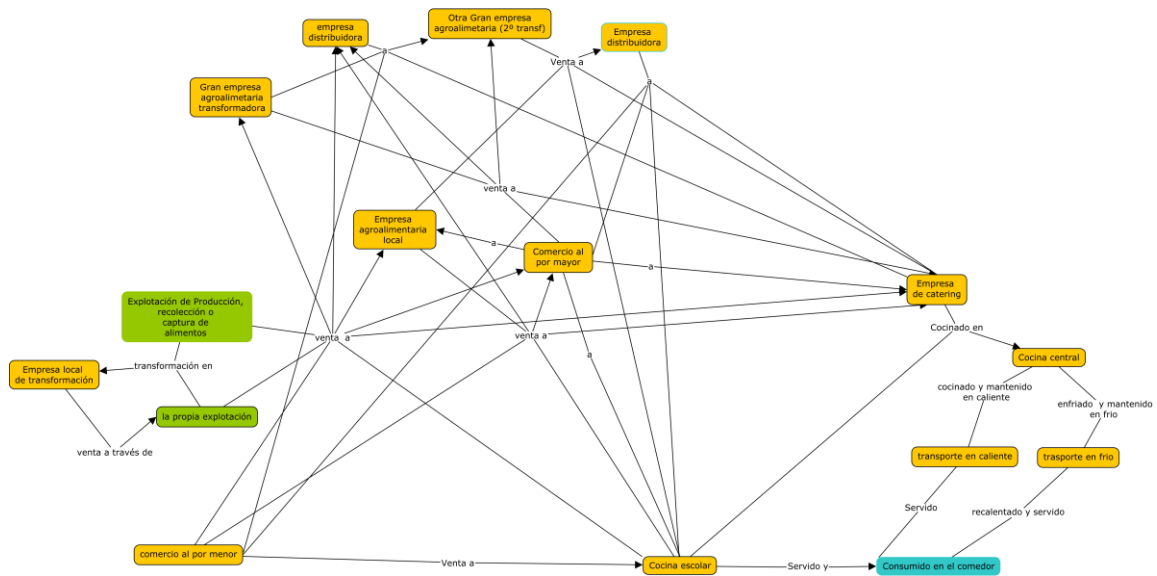 empresa
distribuidora
Otra Gran empresa
agroalimetaria (2º transf)
Empresa
distribuidora
a
Venta a
a
Gran empresa
agroalimetaria
transformadora
venta a
Empresa
agroalimentaria
local
a
Comercio al
por mayor
a
Empresa
de catering
Explotación de Producción,
recolección o
captura de
alimentos
venta a
venta a
Cocinado en
a
Cocina central
Empresa local
de transformación
transformación en
cocinado y mantenido
en caliente
enfriado y mantenido
en frio
la propia explotación
venta a través de
transporte en caliente
trasporte en frio
Servido
recalentado y servido
comercio al por menor
Venta a
Cocina escolar
Servido y
Consumido en el comedor